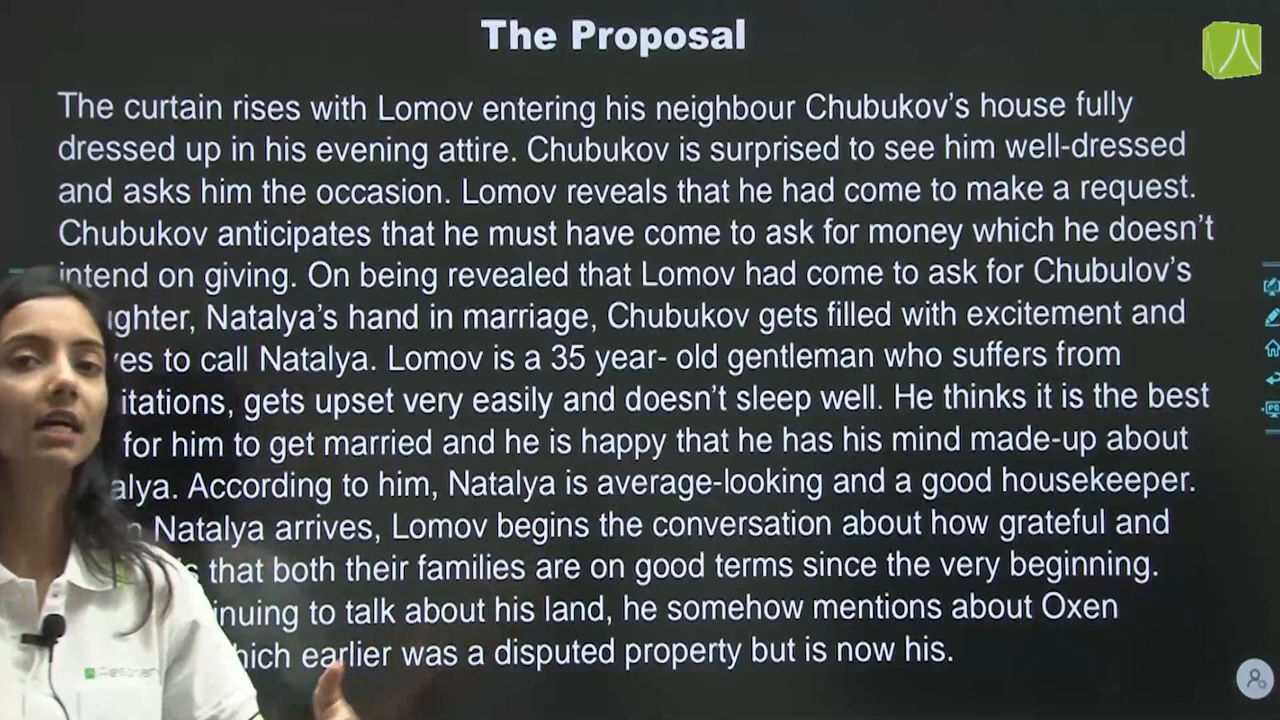 The Proposal
The curtain rises with Lomov entering his neighbour Chubukov's house fully
dressed up in his evening attire. Chubukov is surprised to see him well-dressed
and asks him the occasion. Lomov reveals that he had come to make a request.
Chubukov anticipates that he must have come to ask for money which he doesn't
intend on giving. On being revealed that Lomov had come to ask for Chubulov's
ughter, Natalya's hand in marriage, Chubukov gets filled with excitement and
es to call Natalya. Lomov is a 35 year- old gentleman who suffers from
itations, gets upset very easily and doesn't sleep well. He thinks it is the best
for him to get married and he is happy that he has his mind made-up about
alya. According to him, Natalya is average-looking and a good housekeeper.
Natalya arrives, Lomov begins the conversation about how grateful and
s that both their families are on good terms since the very beginning.
nuing to talk about his land, he somehow mentions about Oxen
hich earlier was a disputed property but is now his.